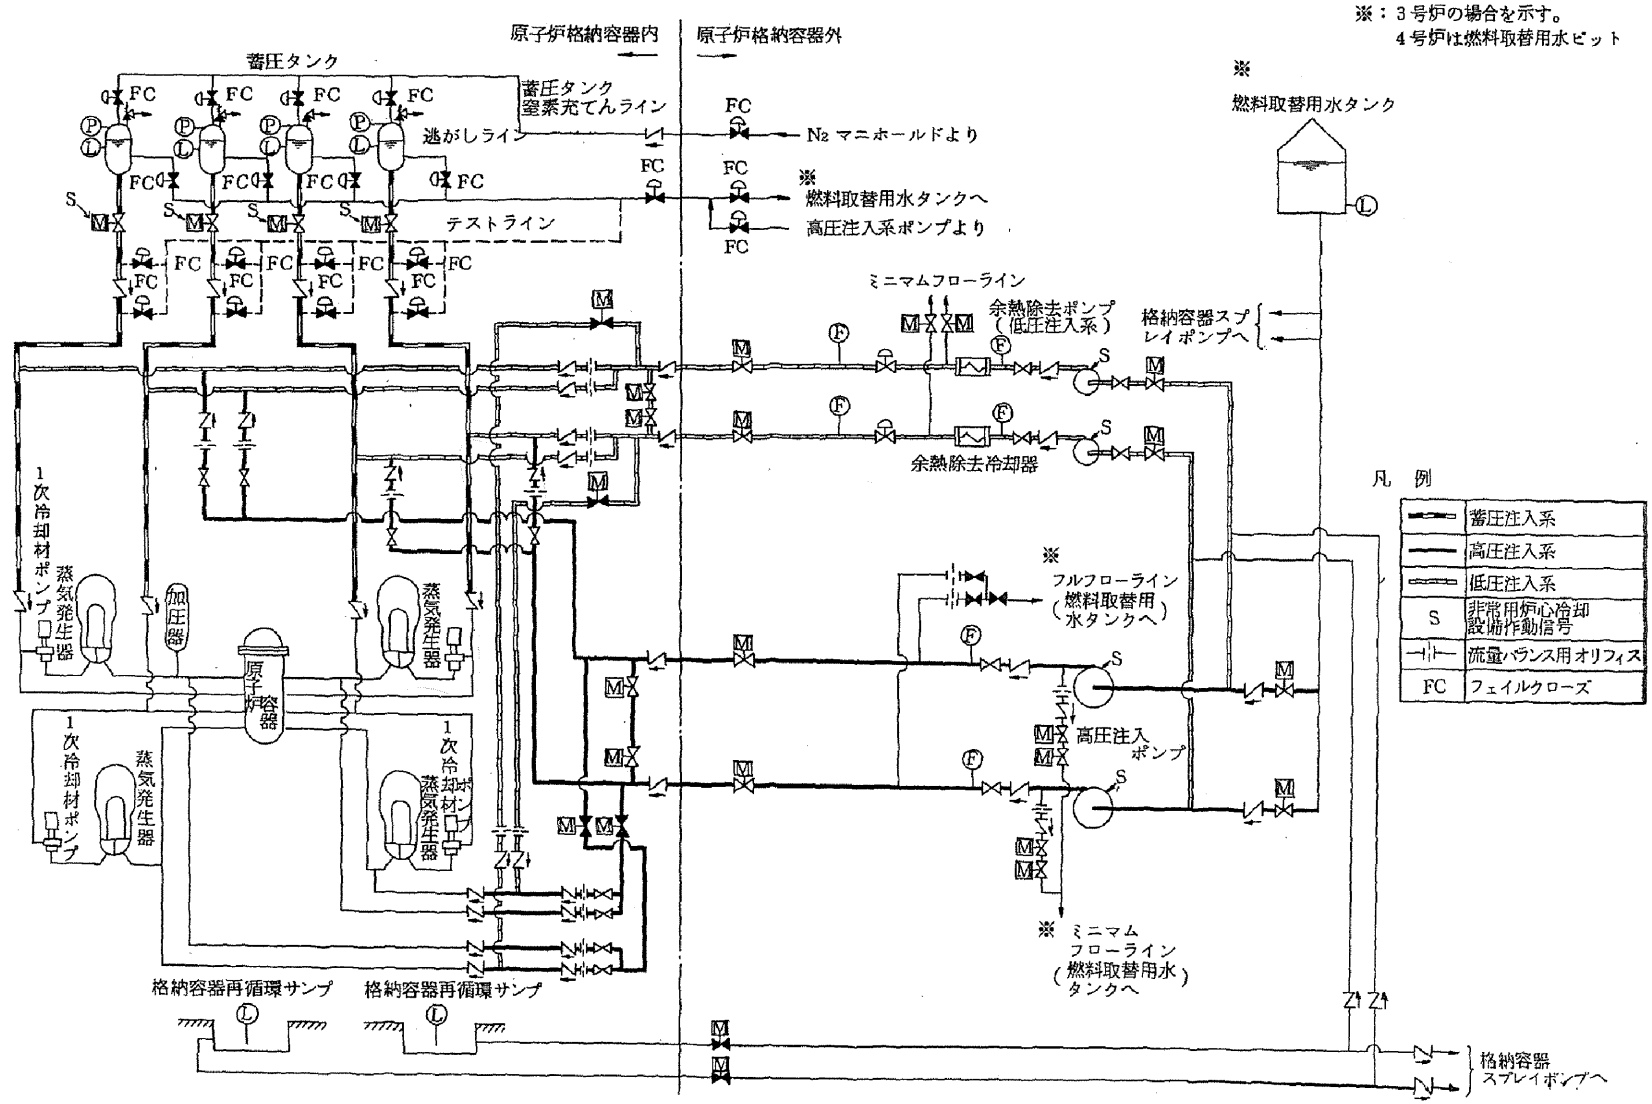 ※：3号炉の場合を示す。
4号炉は燃料取替用水ピット
原子炉格納容器内
原子炉格納容器外
蓄圧タンク
蓄圧タンク
窒素充てんライン
逃がしライン
FC
FC
FC
FC
P
P
P
P
L
L
L
L
FC
FC
FC
FC
FC
N₂マニホールドより
FC
FC
※
燃料取替用水タンクへ
高圧注入系ポンプより
FC
テストライン
S
S
S
S
M
M
M
M
FC
FC
FC
FC
FC
FC
FC
FC
※
燃料取替用水タンク
L
格納容器スプ
レイポンプへ
ミニマムフローライン
余熱除去ポンプ
(低圧注入系)
M
M
M
M
M
M
M
M
F
F
F
F
S
S
M
M
M
余熱除去冷却器
凡 例
蓄圧注入系
高圧注入系
低圧注入系
S
非常用炉心冷却
設備作動信号
流量バランス用オリフィス
FC
フェイルクローズ
※
フルフローライン
(燃料取替用
水タンクへ)
F
F
S
S
M
M
M
M
M
M
M
M
M
M
M
M
M
M
高圧注入
ポンプ
※
ミニマム
フローライン
(燃料取替用水
タンクへ)
1次冷却材ポンプ
蒸気発生器
加圧器
蒸気発生器
原子炉容器
1次冷却材ポンプ
蒸気発生器
1次冷却材ポンプ
蒸気発生器
格納容器再循環サンプ
格納容器再循環サンプ
L
L
M
M
格納容器
スプレイポンプへ